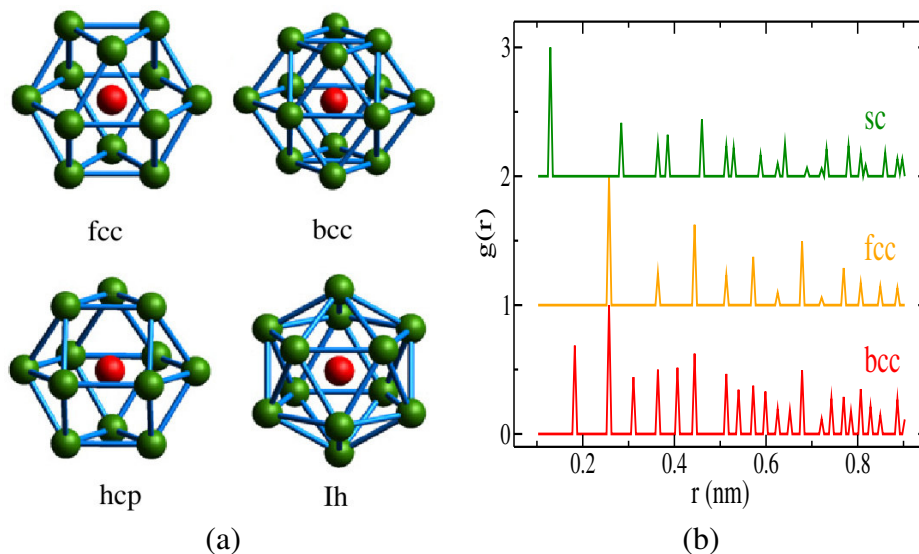 fcc
bcc
hcp
Ih
(a)
3
2
1
0
g(r)
sc
fcc
bcc
0.2
0.4
0.6
0.8
r (nm)
(b)